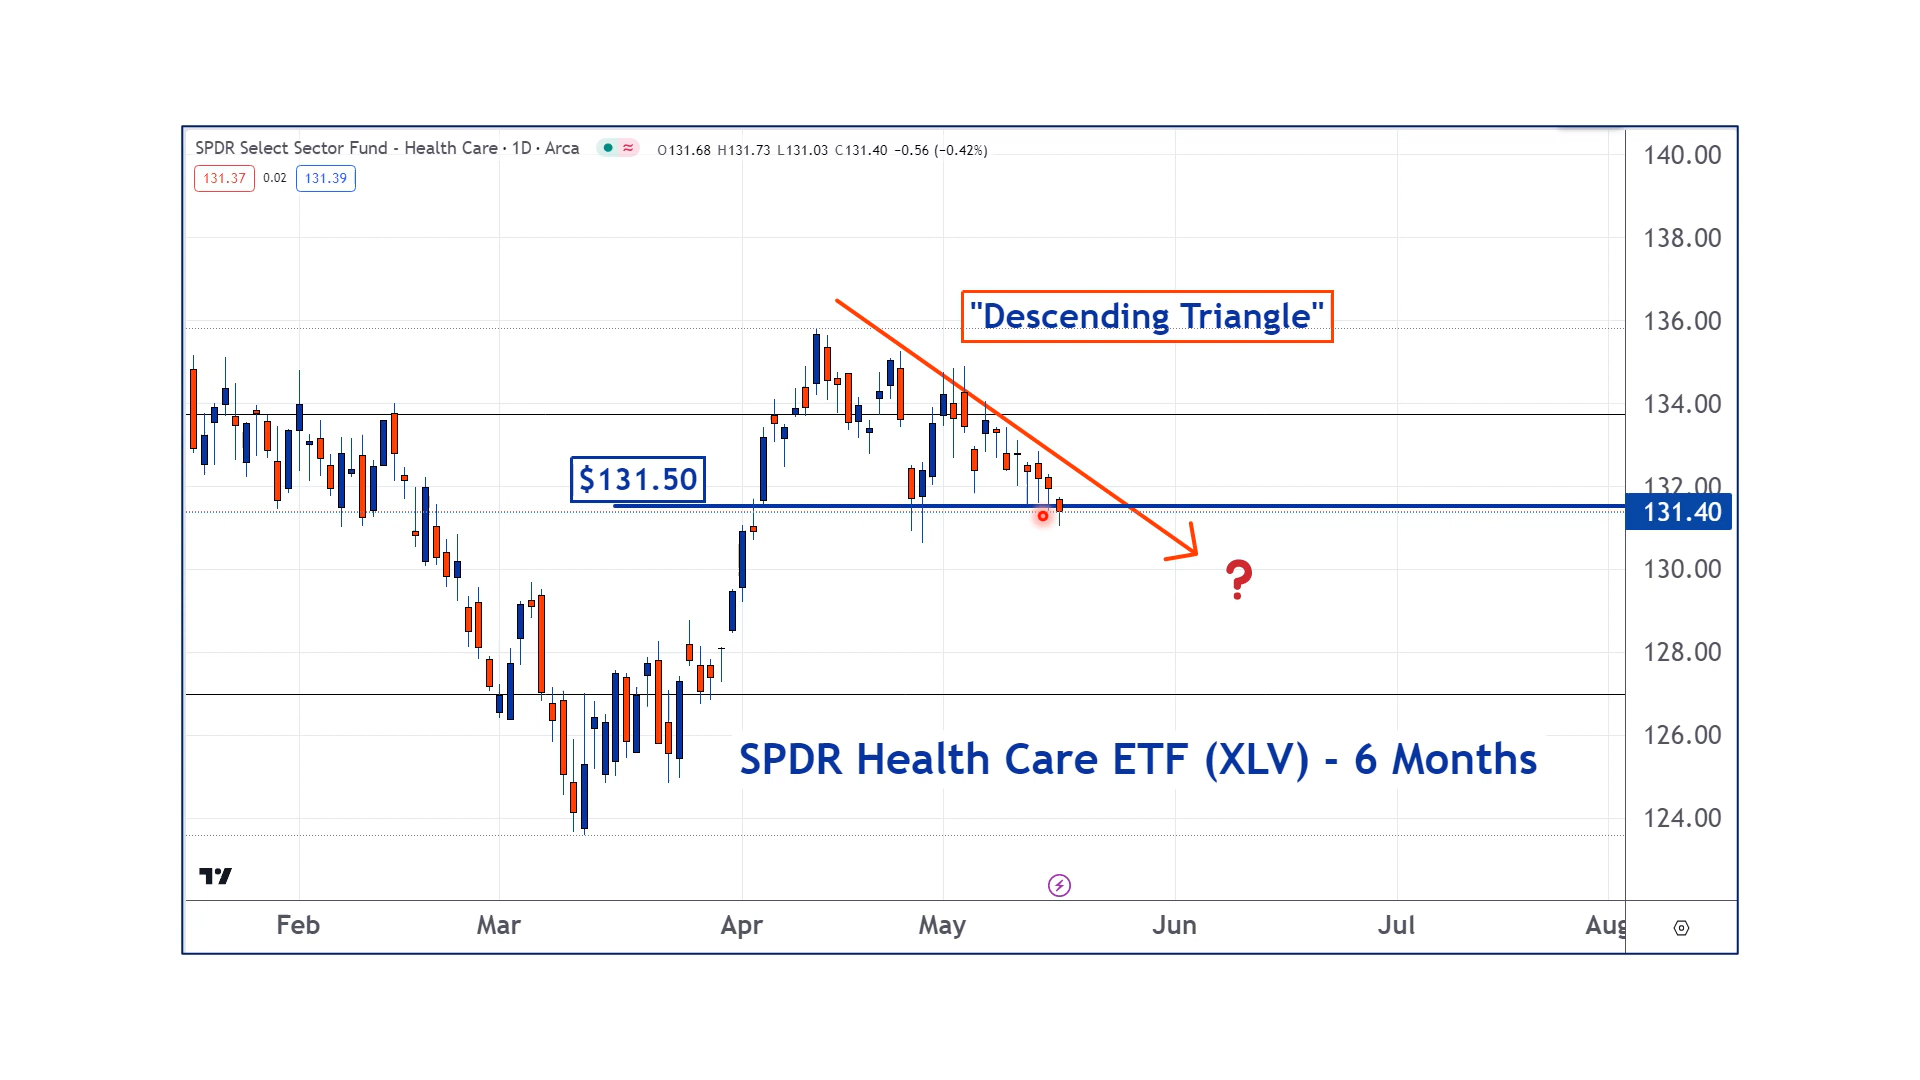 SPDR Select Sector Fund - Health Care · 1D · Arca O131.68 H131.73 L131.03 C131.40 −0.56 (−0.42%)
131.37 0.02 131.39
140.00
138.00
"Descending Triangle"
136.00
134.00
$131.50
132.00
131.40
130.00
?
128.00
126.00
SPDR Health Care ETF (XLV) - 6 Months
124.00
Feb Mar Apr May Jun Jul Aug